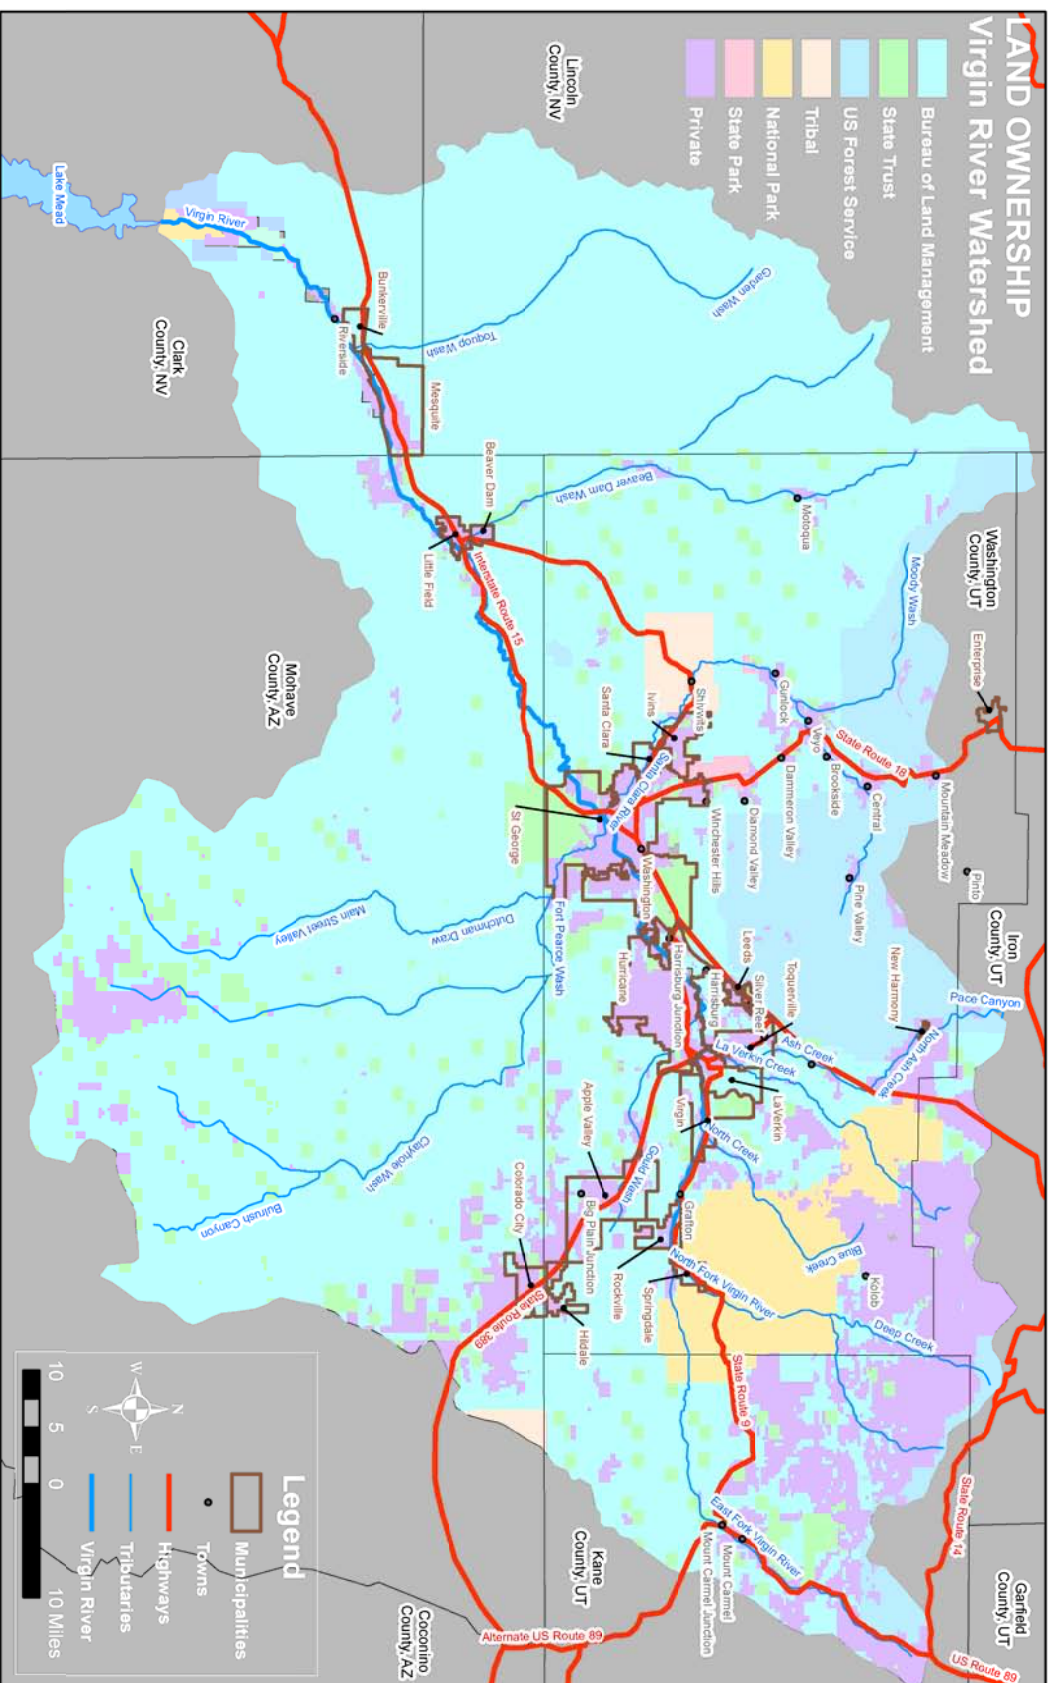 LAND OWNERSHIP
Virgin River Watershed
Bureau of Land Management
State Trust
US Forest Service
Tribal
National Park
State Park
Private
Lincoln
County, NV
Washington
County, UT
Iron
County, UT
Garfield
County, UT
Kane
County, UT
Coconino
County, AZ
Mohave
County, AZ
Clark
County, NV
Lake Mead
Virgin River
Garden Wash
Toquop Wash
Bunkerville
Riverside
Mesquite
Beaver Dam
Beaver Dam Wash
Little Field
Interstate Route 15
Motoqua
Moody Wash
Enterprise
Gunlock
Veyo
Brookside
State Route 18
Central
Mountain Meadow
Pinto
Pine Valley
Dammeron Valley
Diamond Valley
Winchester Hills
Shivwits
Ivins
Santa Clara
Santa Clara River
St George
Washington
Fort Pearce Wash
Dutchman Draw
Main Street Valley
Hurricane
Harrisburg Junction
Harrisburg
Leeds
Silver Reef
Toquerville
New Harmony
Pace Canyon
North Ash Creek
Ash Creek
La Verkin Creek
LaVerkin
Virgin
North Creek
Gould Wash
Apple Valley
Big Plain Junction
Colorado City
Hildale
State Route 389
Clayhole Wash
Bulrush Canyon
Grafton
Rockville
Springdale
North Fork Virgin River
Blue Creek
Kolob
Deep Creek
State Route 9
State Route 14
East Fork Virgin River
Mount Carmel
Mount Carmel Junction
Alternate US Route 89
US Route 89
Legend
Municipalities
Towns
Highways
Tributaries
Virgin River
N
W
E
S
10 5 0 10 Miles